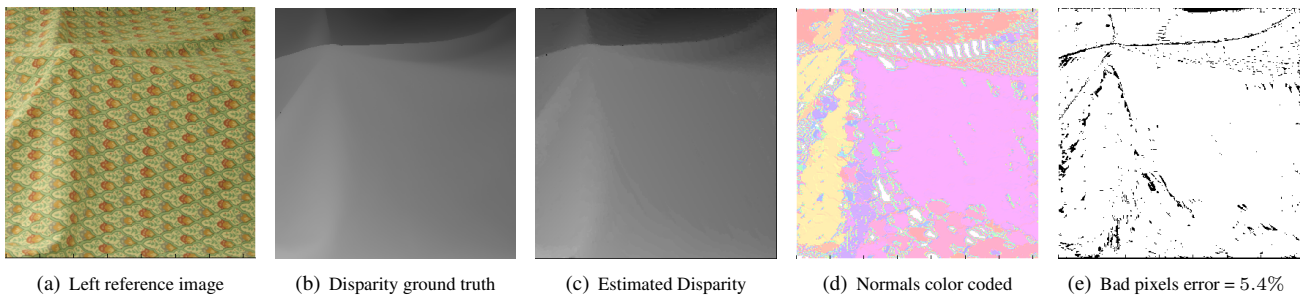 (a) Left reference image
(b) Disparity ground truth
(c) Estimated Disparity
(d) Normals color coded
(e) Bad pixels error = 5.4%